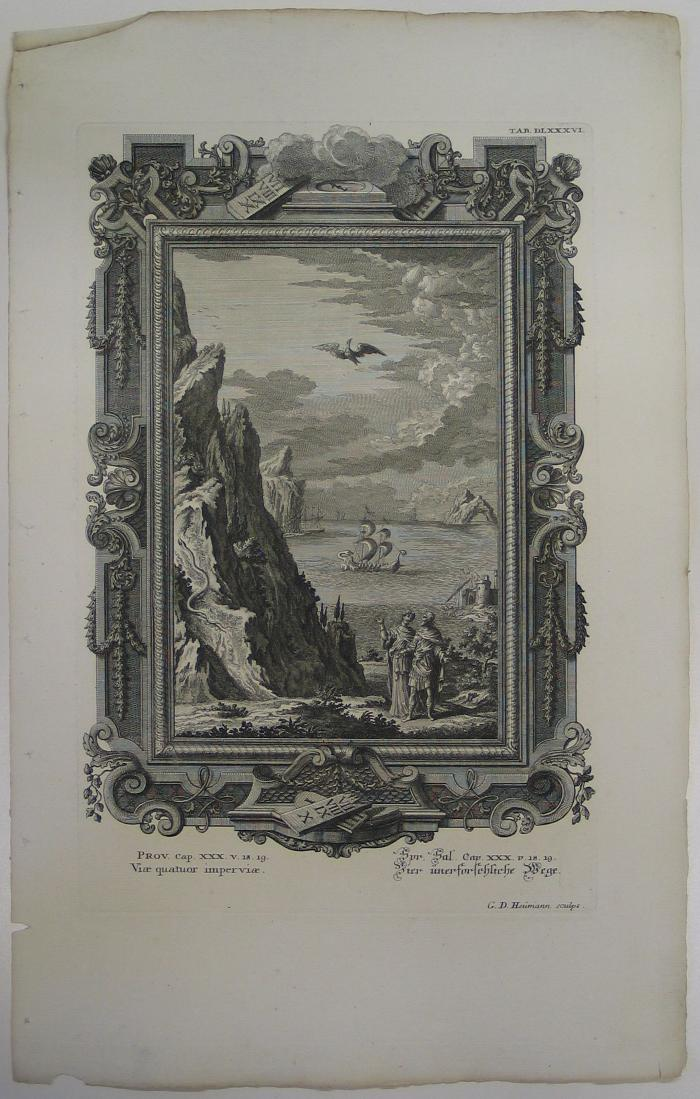 TAB. DLXXXVI.
PROV. Cap. XXX. v. 18. 19.
Viæ quatuor imperviæ.
Spr. Sal. Cap. XXX. v. 18. 19.
Vier unerforschliche Wege.
G. D. Heümann sculps.